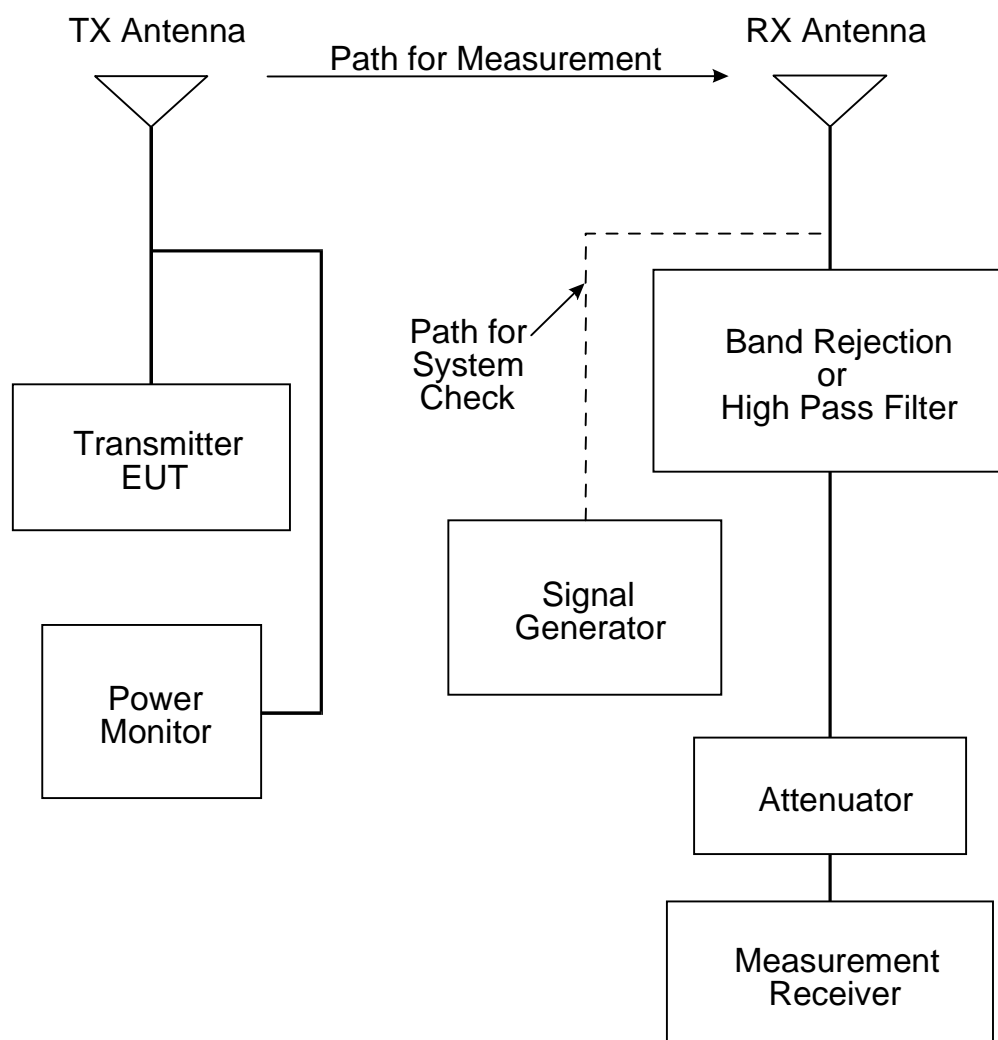 TX Antenna
RX Antenna
Path for Measurement
Path for
System
Check
Band Rejection
or
High Pass Filter
Transmitter
EUT
Signal
Generator
Power
Monitor
Attenuator
Measurement
Receiver